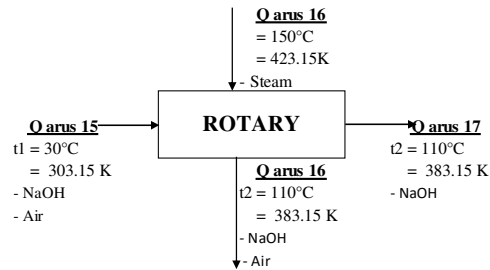 Q arus 16
= 150°C
= 423.15K
- Steam
ROTARY
Q arus 15
t1 = 30°C
= 303.15 K
- NaOH
- Air
Q arus 17
t2 = 110°C
= 383.15 K
- NaOH
Q arus 16
t2 = 110°C
= 383.15 K
- NaOH
- Air